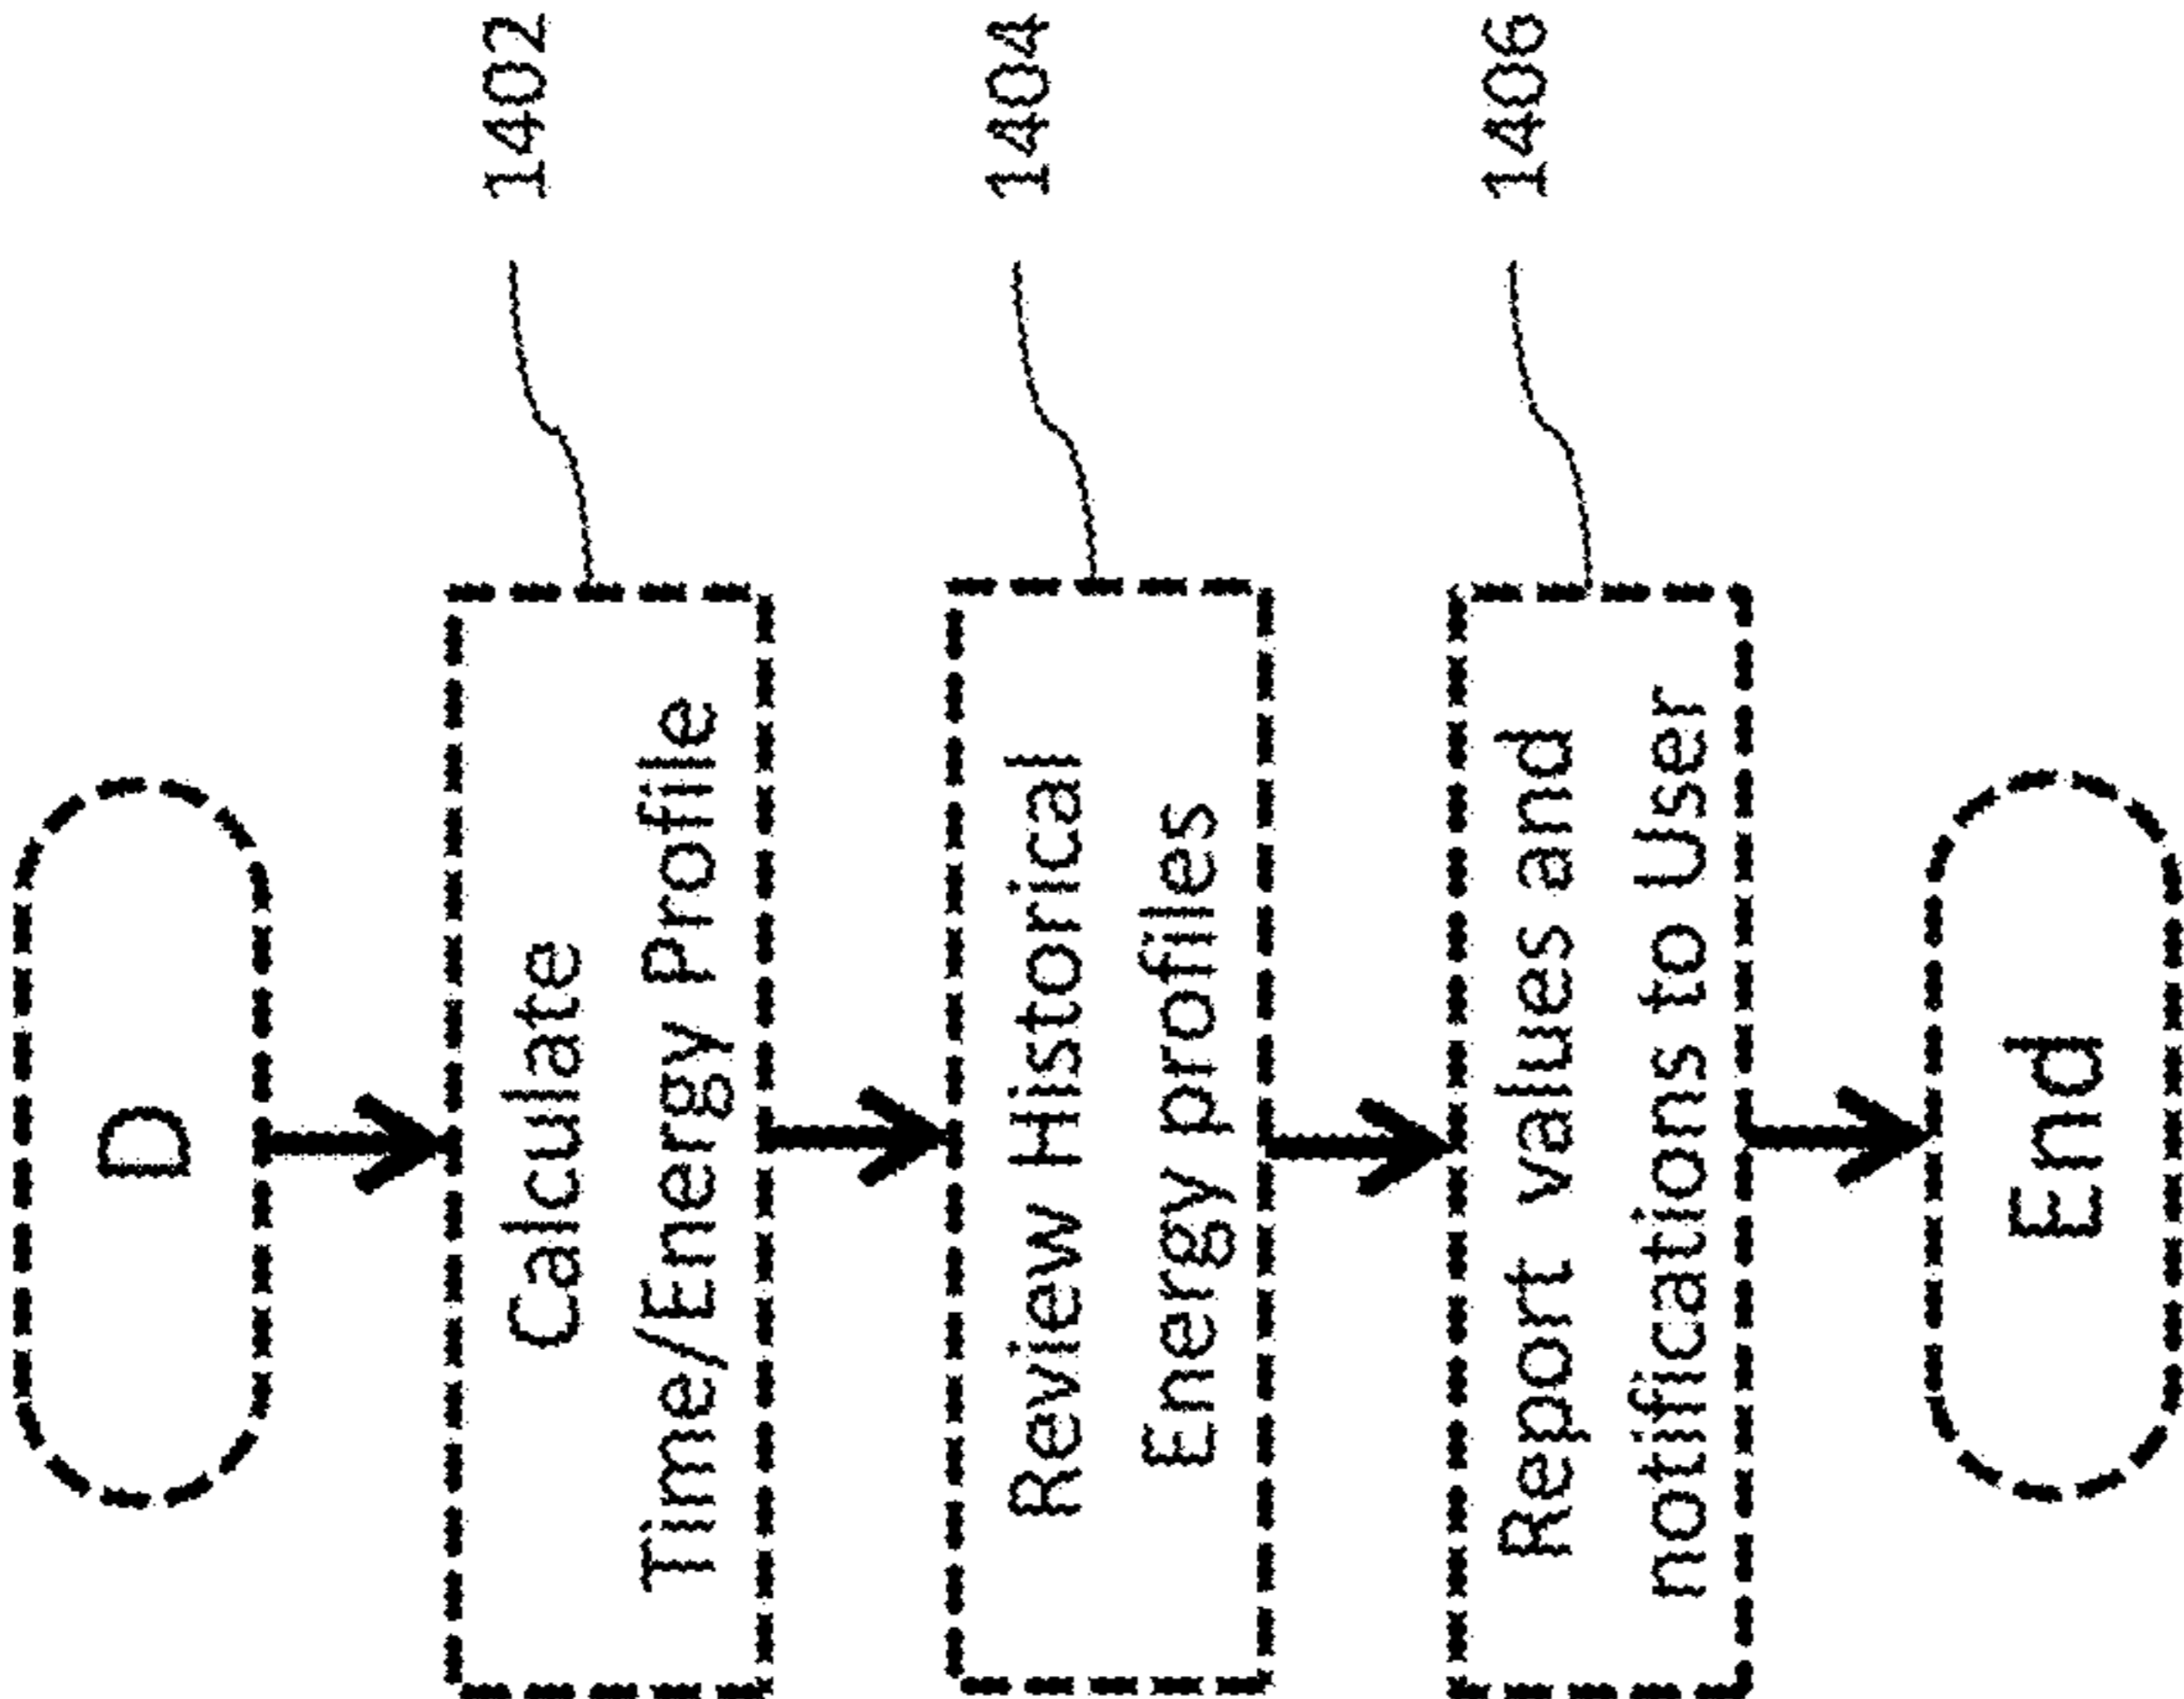 D
Calculate
Time/Energy Profile
1402
Review Historical
Energy profiles
1404
Report values and
notifications to User
1406
End